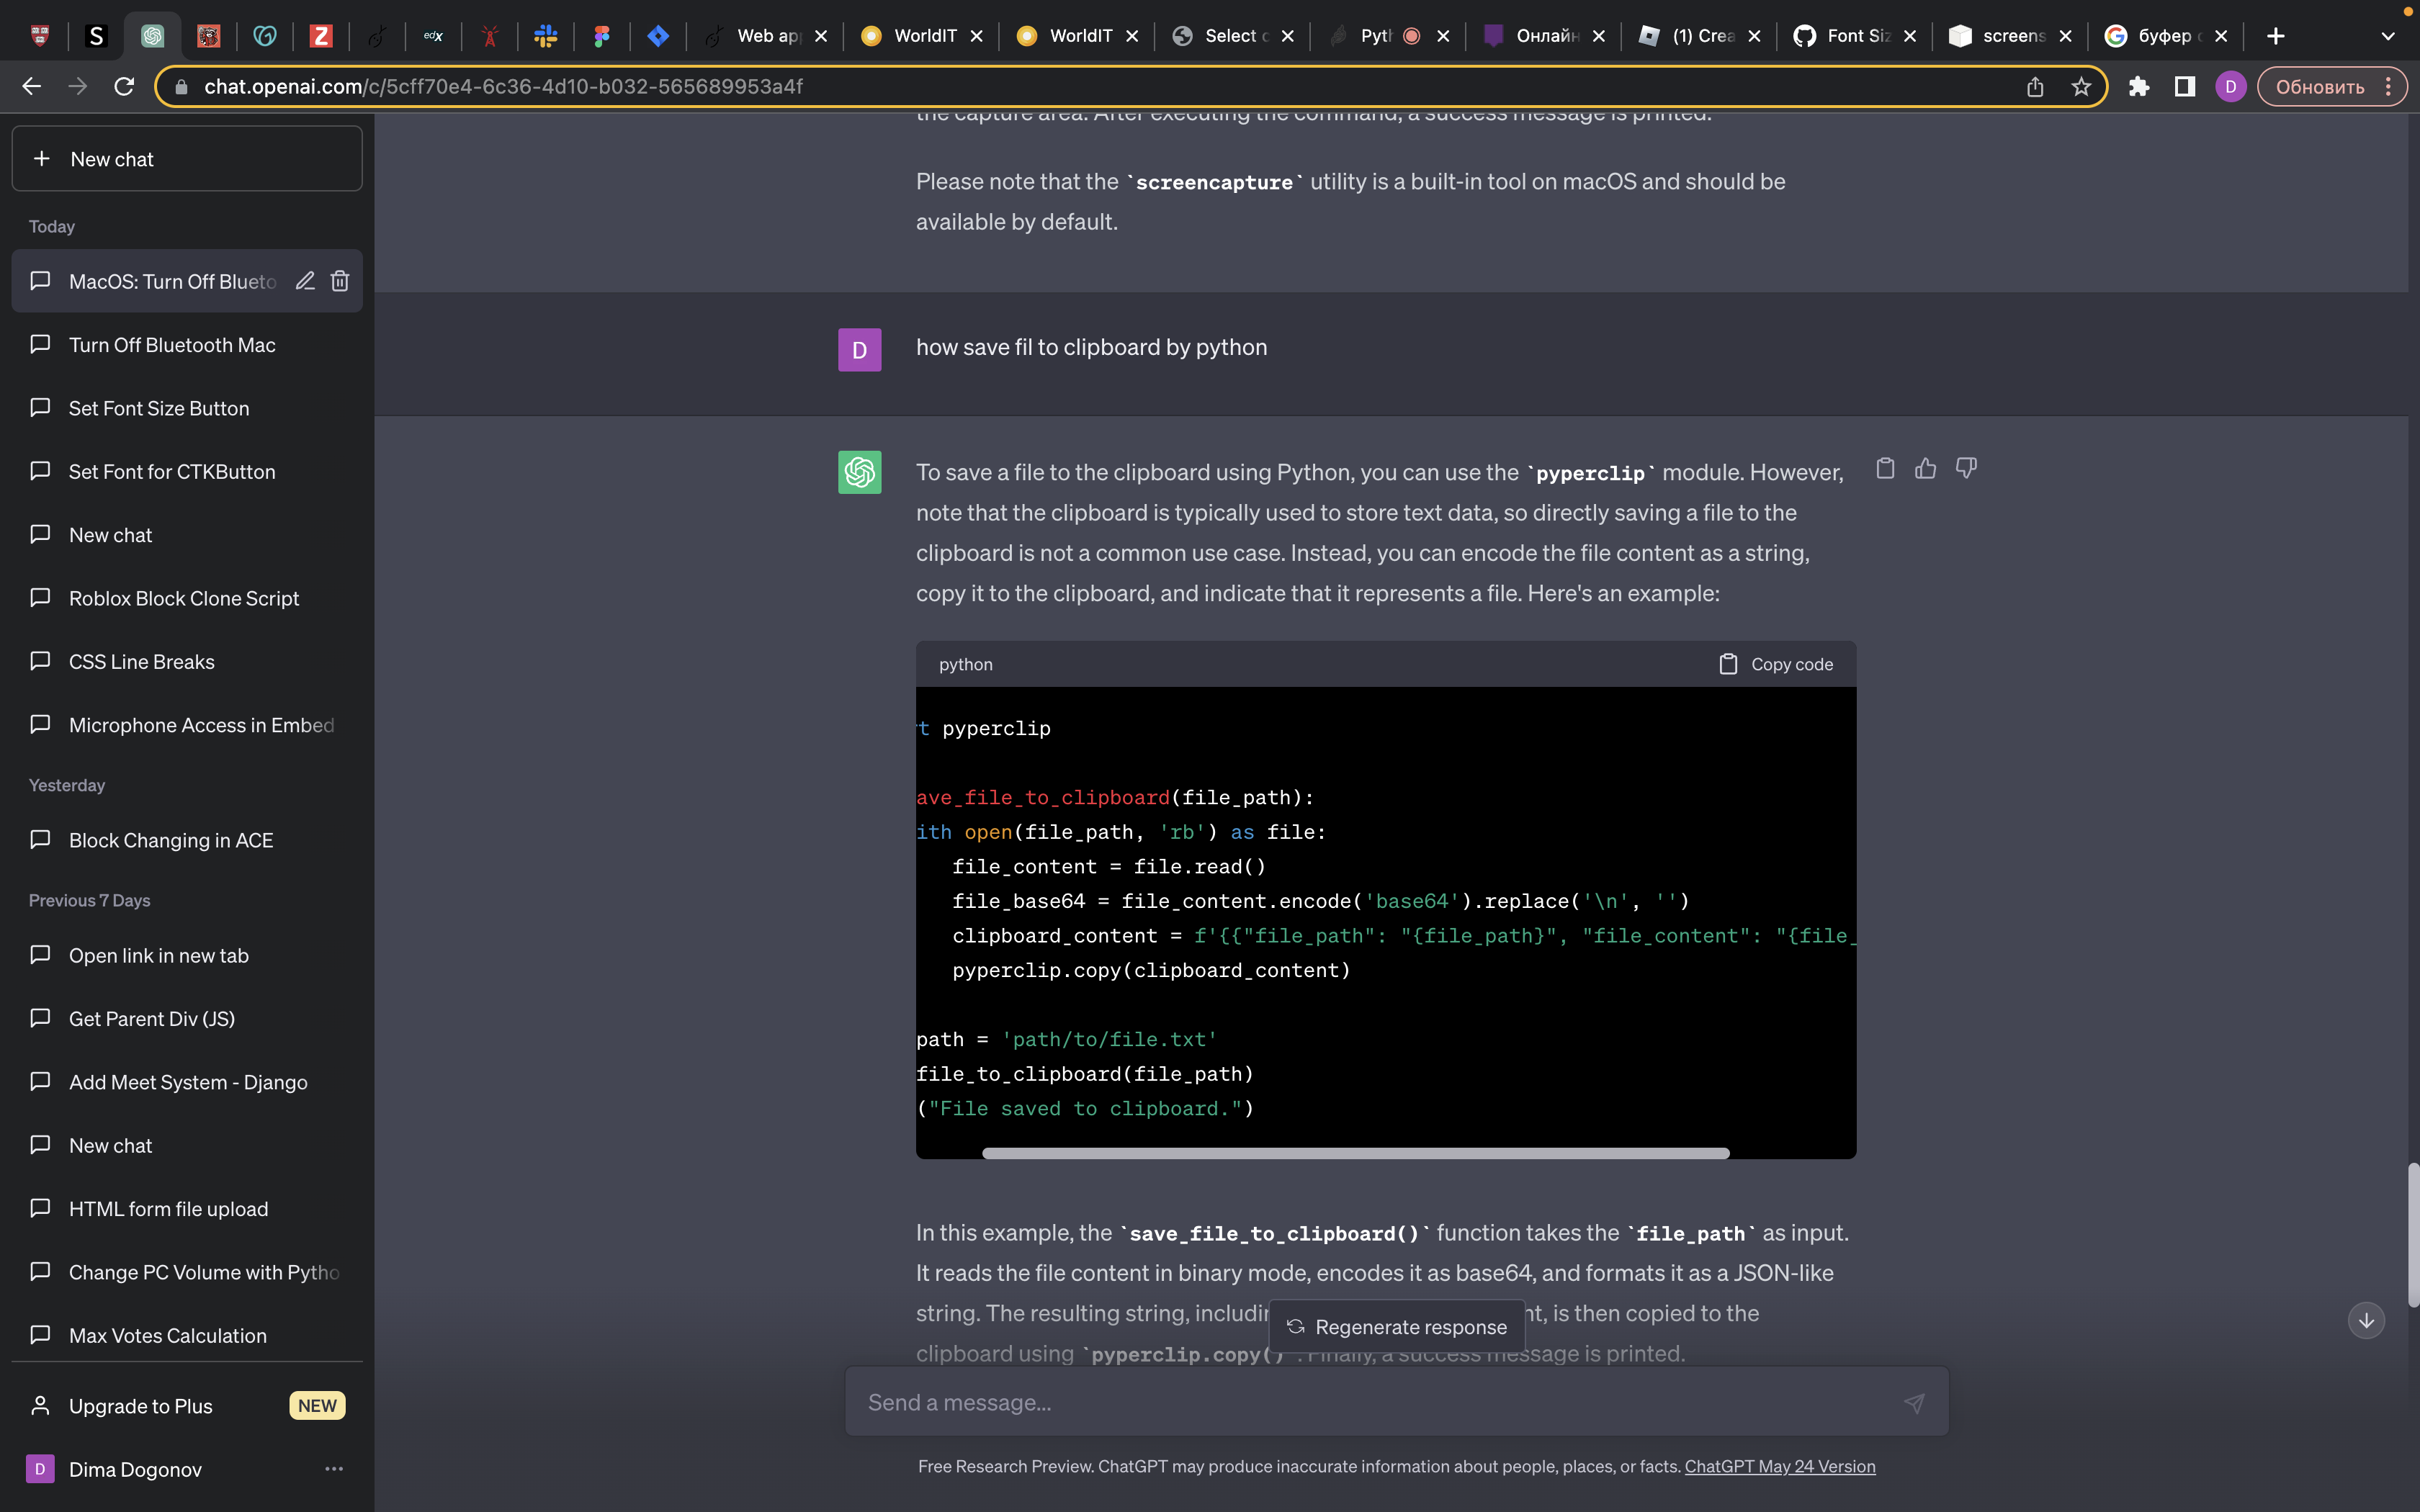 S
Z
edx
Web ap
WorldIT
WorldIT
Select
Pyt
Онлайн
(1) Crea
Font Siz
screens
буфер
chat.openai.com/c/5cff70e4-6c36-4d10-b032-565689953a4f
D
Обновить
New chat
Today
MacOS: Turn Off Blueto
Turn Off Bluetooth Mac
Set Font Size Button
Set Font for CTKButton
New chat
Roblox Block Clone Script
CSS Line Breaks
Microphone Access in Embed
Yesterday
Block Changing in ACE
Previous 7 Days
Open link in new tab
Get Parent Div (JS)
Add Meet System - Django
New chat
HTML form file upload
Change PC Volume with Pytho
Max Votes Calculation
Upgrade to Plus
NEW
D
Dima Dogonov
the capture area. After executing the command, a success message is printed.
Please note that the `screencapture` utility is a built-in tool on macOS and should be
available by default.
D
how save fil to clipboard by python
To save a file to the clipboard using Python, you can use the `pyperclip` module. However,
note that the clipboard is typically used to store text data, so directly saving a file to the
clipboard is not a common use case. Instead, you can encode the file content as a string,
copy it to the clipboard, and indicate that it represents a file. Here's an example:
python
Copy code
t pyperclip
ave_file_to_clipboard(file_path):
ith open(file_path, 'rb') as file:
file_content = file.read()
file_base64 = file_content.encode('base64').replace('\n', '')
clipboard_content = f'{{"file_path": "{file_path}", "file_content": "{file_
pyperclip.copy(clipboard_content)
path = 'path/to/file.txt'
file_to_clipboard(file_path)
("File saved to clipboard.")
In this example, the `save_file_to_clipboard()` function takes the `file_path` as input.
It reads the file content in binary mode, encodes it as base64, and formats it as a JSON-like
string. The resulting string, includin nt, is then copied to the
Regenerate response
clipboard using `pyperclip.copy()`. Finally, a success message is printed.
Send a message...
Free Research Preview. ChatGPT may produce inaccurate information about people, places, or facts. ChatGPT May 24 Version